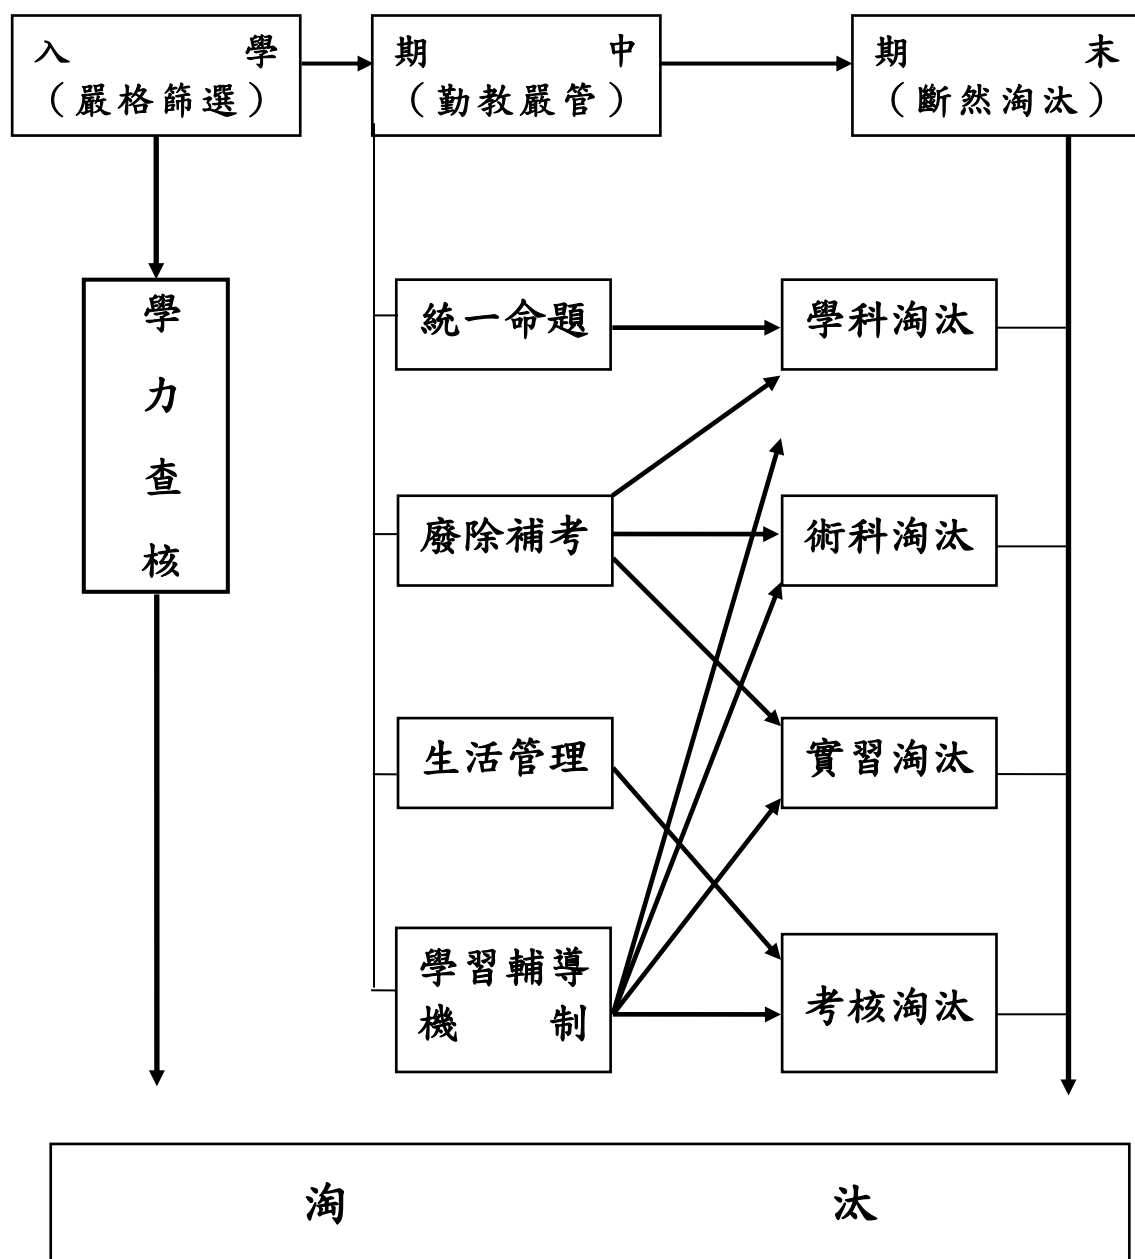 入 學
（嚴格篩選）
期 中
（勤教嚴管）
期 末
（斷然淘汰）
學
力
查
核
統一命題
學科淘汰
廢除補考
術科淘汰
生活管理
實習淘汰
學習輔導
機 制
考核淘汰
淘 汰